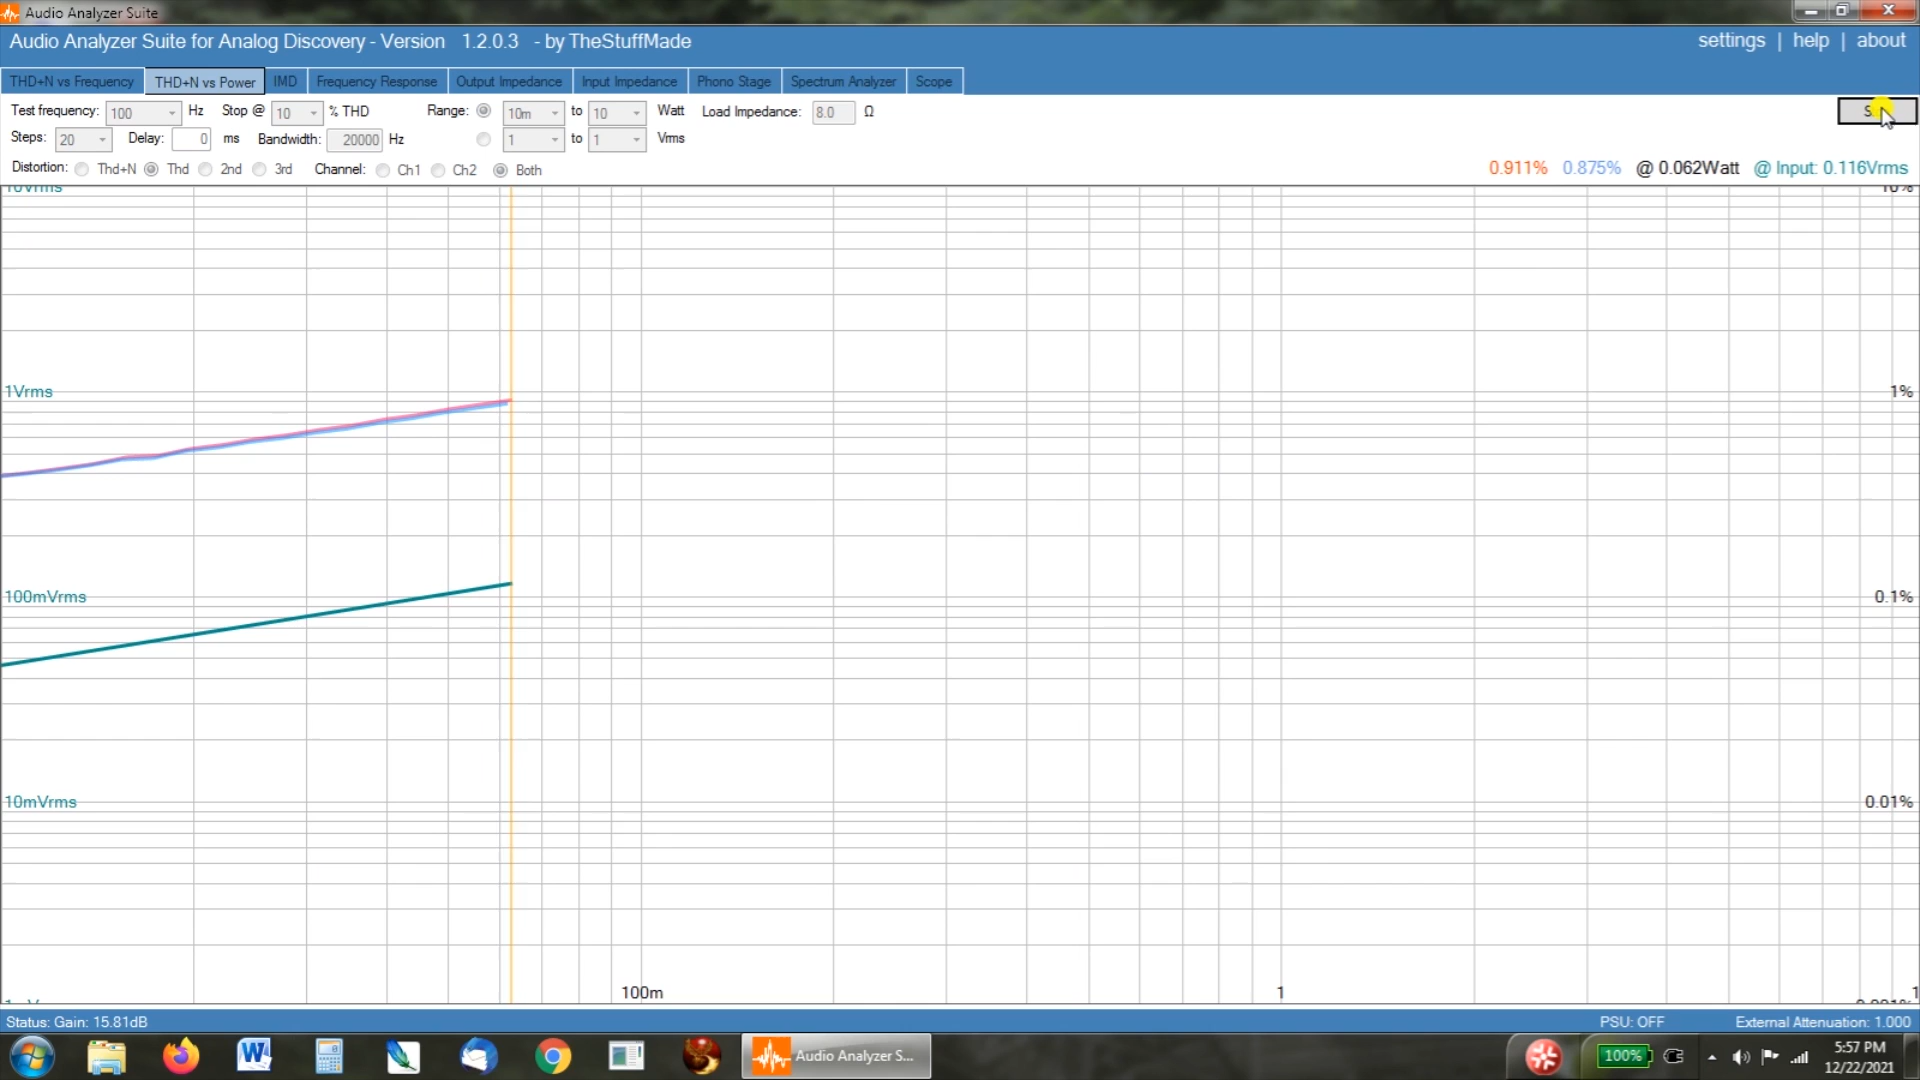 Audio Analyzer Suite
Audio Analyzer Suite for Analog Discovery - Version 1.2.0.3 - by TheStuffMade
settings | help | about
THD+N vs Frequency THD+N vs Power IMD Frequency Response Output Impedance Input Impedance Phono Stage Spectrum Analyzer Scope
Test frequency: 100 Hz Stop @ 10 % THD Range: 10m to 10 Watt Load Impedance: 8.0 Ω
Steps: 20 Delay: 0 ms Bandwidth: 20000 Hz 1 to 1 Vrms
Distortion: Thd+N Thd 2nd 3rd Channel: Ch1 Ch2 Both
0.911% 0.875% @ 0.062Watt @ Input: 0.116Vrms
10Vrms 10%
1Vrms 1%
100mVrms 0.1%
10mVrms 0.01%
100m 1
Status: Gain: 15.81dB PSU: OFF External Attenuation: 1.000
Audio Analyzer S...
100%
5:57 PM
12/22/2021